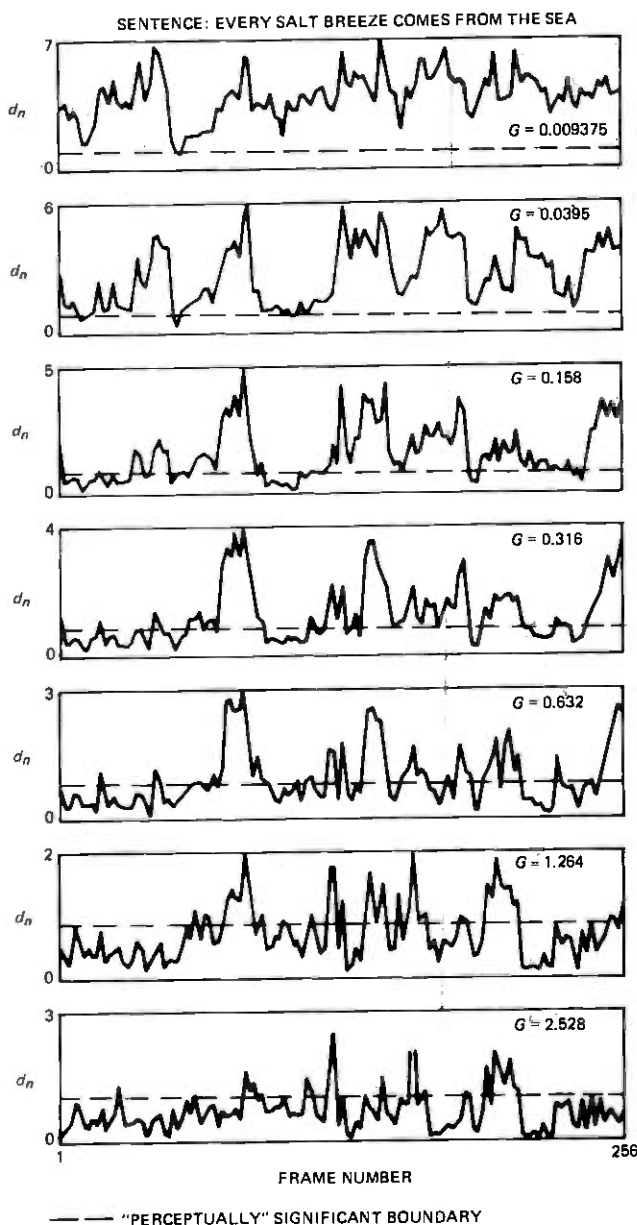 SENTENCE: EVERY SALT BREEZE COMES FROM THE SEA
7
dn
G = 0.009375
0
6
G = 0.0395
dn
0
5
G = 0.158
dn
0
4
G = 0.316
dn
0
3
G = 0.632
dn
0
2
G = 1.264
dn
0
3
G = 2.528
dn
0
1
256
FRAME NUMBER
"PERCEPTUALLY" SIGNIFICANT BOUNDARY